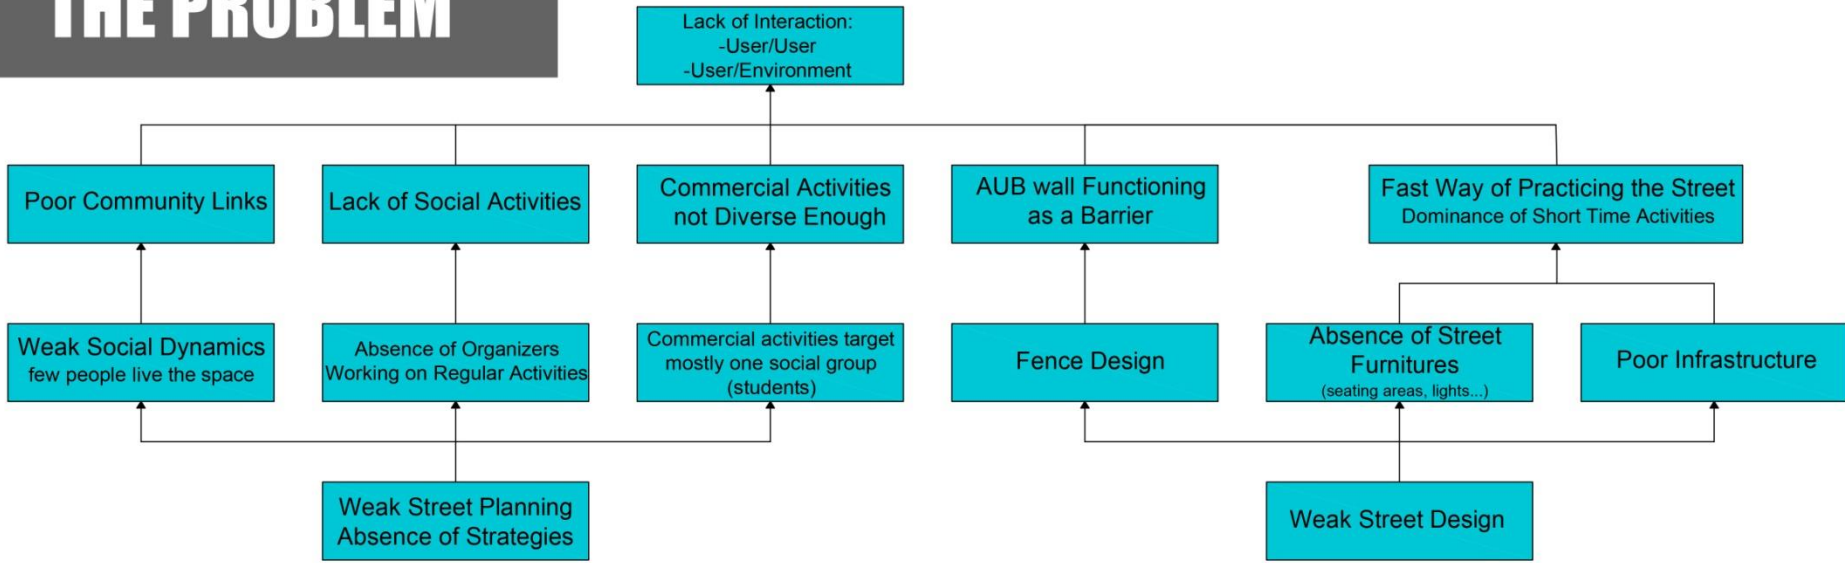 THE PROBLEM
Lack of Interaction:
-User/User
-User/Environment
Poor Community Links
Lack of Social Activities
Commercial Activities
not Diverse Enough
AUB wall Functioning
as a Barrier
Fast Way of Practicing the Street
Dominance of Short Time Activities
Weak Social Dynamics
few people live the space
Absence of Organizers
Working on Regular Activities
Commercial activities target
mostly one social group
(students)
Fence Design
Absence of Street
Furnitures
(seating areas, lights...)
Poor Infrastructure
Weak Street Planning
Absence of Strategies
Weak Street Design